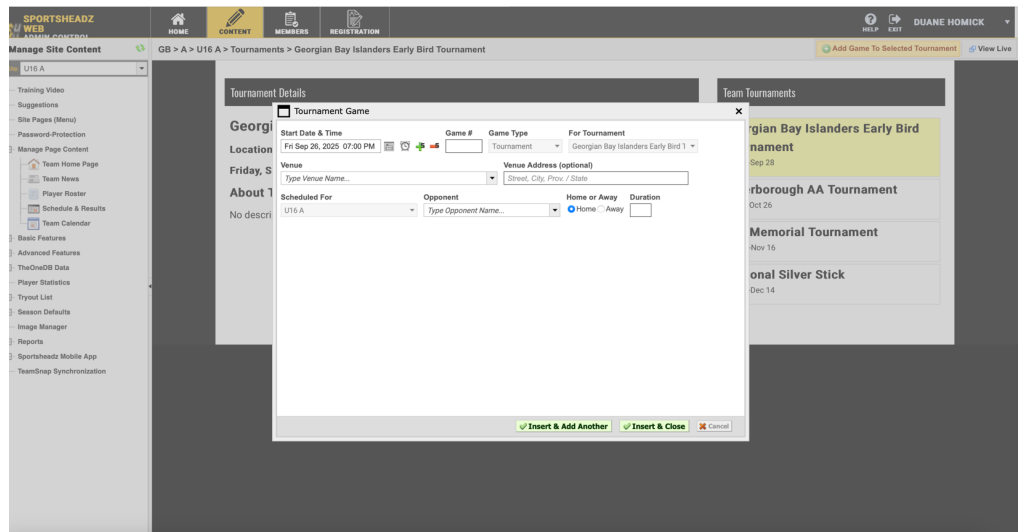 SPORTSHEADZ
WEB
ADMIN CONTROL
HOME
CONTENT
MEMBERS
REGISTRATION
HELP
EXIT
DUANE HOMICK
Manage Site Content
GB > A > U16 A > Tournaments > Georgian Bay Islanders Early Bird Tournament
Add Game To Selected Tournament
View Live
U16 A
Training Video
Suggestions
Site Pages (Menu)
Password-Protection
Manage Page Content
Team Home Page
Team News
Player Roster
Schedule & Results
Team Calendar
Basic Features
Advanced Features
TheOneDB Data
Player Statistics
Tryout List
Season Defaults
Image Manager
Reports
Sportsheadz Mobile App
TeamSnap Synchronization
Tournament Details
Georgi
Location
Friday, S
About T
No descri
Tournament Game
Start Date & Time
Game #
Game Type
For Tournament
Fri Sep 26, 2025 07:00 PM
Tournament
Georgian Bay Islanders Early Bird T
Venue
Venue Address (optional)
Type Venue Name...
Street, City, Prov. / State
Scheduled For
Opponent
Home or Away
Duration
U16 A
Type Opponent Name...
Home
Away
Insert & Add Another
Insert & Close
Cancel
Team Tournaments
rgian Bay Islanders Early Bird
nament
Sep 28
rborough AA Tournament
Oct 26
Memorial Tournament
Nov 16
onal Silver Stick
Dec 14